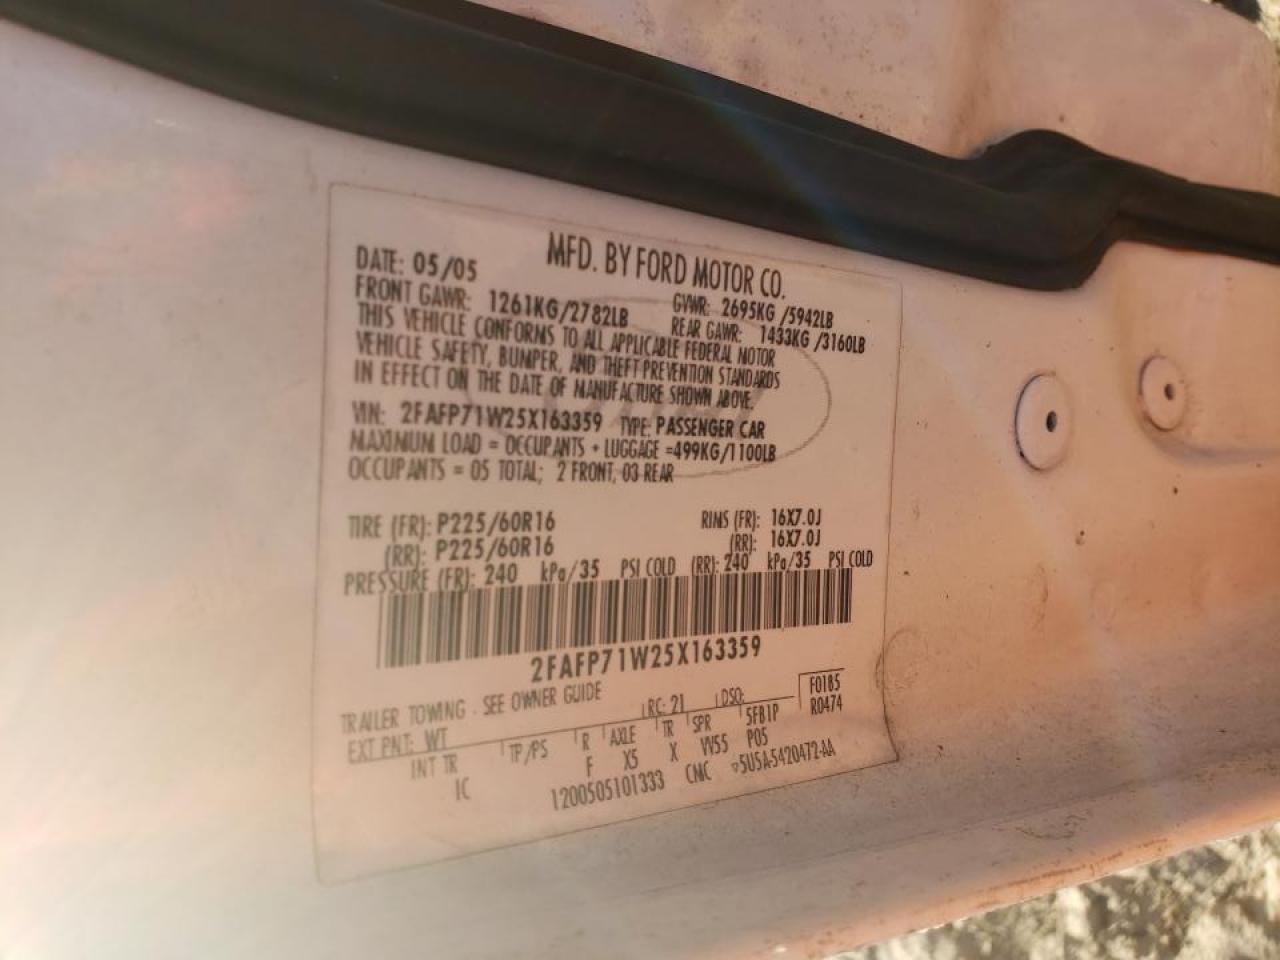 MFD. BY FORD MOTOR CO.
DATE: 05/05 GVWR: 2695KG /5942LB
FRONT GAWR: 1261KG/2782LB REAR GAWR: 1433KG /3160LB
THIS VEHICLE CONFORMS TO ALL APPLICABLE FEDERAL MOTOR
VEHICLE SAFETY, BUMPER, AND THEFT PREVENTION STANDARDS
IN EFFECT ON THE DATE OF MANUFACTURE SHOWN ABOVE.
VIN: 2FAFP71W25X163359 TYPE: PASSENGER CAR
MAXIMUM LOAD = OCCUPANTS + LUGGAGE =499KG/1100LB
OCCUPANTS = 05 TOTAL; 2 FRONT, 03 REAR
TIRE (FR): P225/60R16 RIMS (FR): 16X7.0J
(RR): P225/60R16 (RR): 16X7.0J
PRESSURE (FR): 240 kPa/35 PSI COLD (RR): 240 kPa/35 PSI COLD
2FAFP71W25X163359
TRAILER TOWING - SEE OWNER GUIDE
EXT PNT: WT RC: 21 DSO: F0185
R0474
INT TR TP/PS R AXLE TR SPR 5FB1P
IC F X5 X VV55 P05
1200505101333 CMC 5U5A-5420472-AA